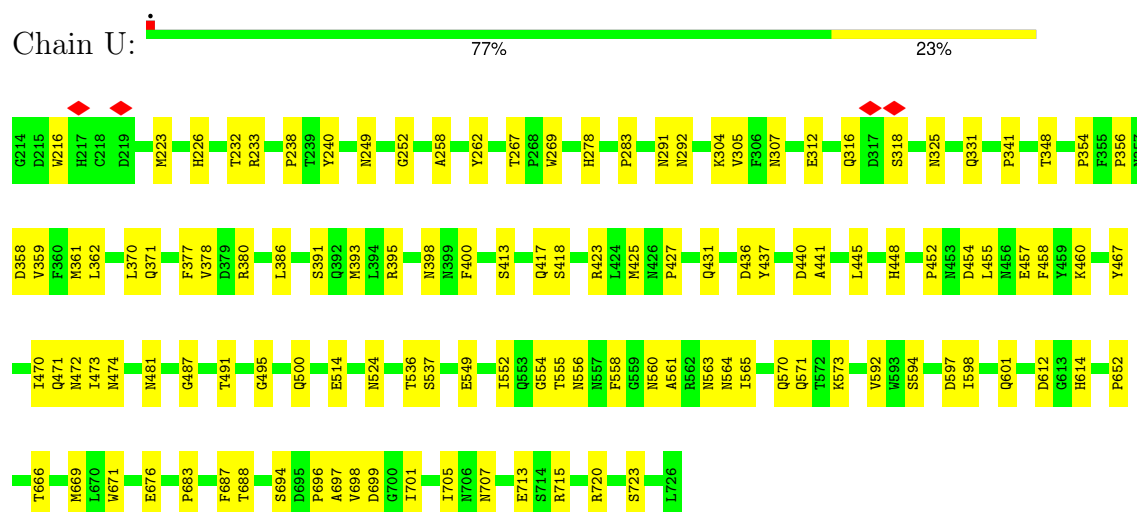 Chain U:
77% 23%
G214 D215 W216 H217 C218 D219 M223 H226 T232 R233 P238 T239 Y240 N249 G252 A258 Y262 T267 P268 W269 H278 P283 N291 N292 K304 V305 F306 N307 E312 Q316 D317 S318 N325 Q331 P341 T348 P354 F355 P356
D358 V359 F360 M361 L362 L370 Q371 F377 V378 D379 R380 L386 S391 Q392 M393 L394 R395 N398 N399 F400 S413 Q417 S418 R423 L424 M425 N426 P427 Q431 D436 Y437 D440 A441 L445 H448 P452 N453 D454 L455 N456 E457 F458 Y459 K460 Y467
I470 Q471 N472 I473 N474 N481 G487 T491 G495 Q500 E514 N524 T536 S537 E549 I552 Q553 G554 T555 N556 N557 F558 G559 N560 A561 R562 N563 N564 I565 Q570 Q571 T572 K573 V592 W593 S594 D597 I598 Q601 D612 G613 H614 P652
T666 M669 L670 W671 E676 P683 F687 T688 S694 D695 P696 A697 V698 D699 G700 I701 I705 N706 N707 E713 S714 R715 R720 S723 L726